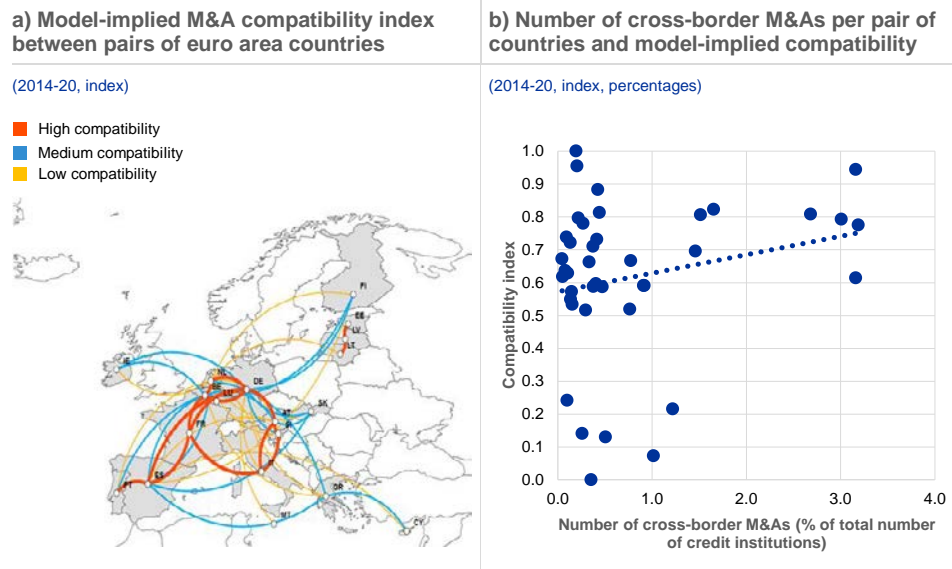 a) Model-implied M&A compatibility index
between pairs of euro area countries
(2014-20, index)
High compatibility
Medium compatibility
Low compatibility
FI
EE
LV
LT
IE
NL
BE
DE
LU
SK
AT
SI
FR
IT
ES
PT
GR
MT
CY
b) Number of cross-border M&As per pair of
countries and model-implied compatibility
(2014-20, index, percentages)
Compatibility index
1.0
0.9
0.8
0.7
0.6
0.5
0.4
0.3
0.2
0.1
0.0
0.0 1.0 2.0 3.0 4.0
Number of cross-border M&As (% of total number
of credit institutions)